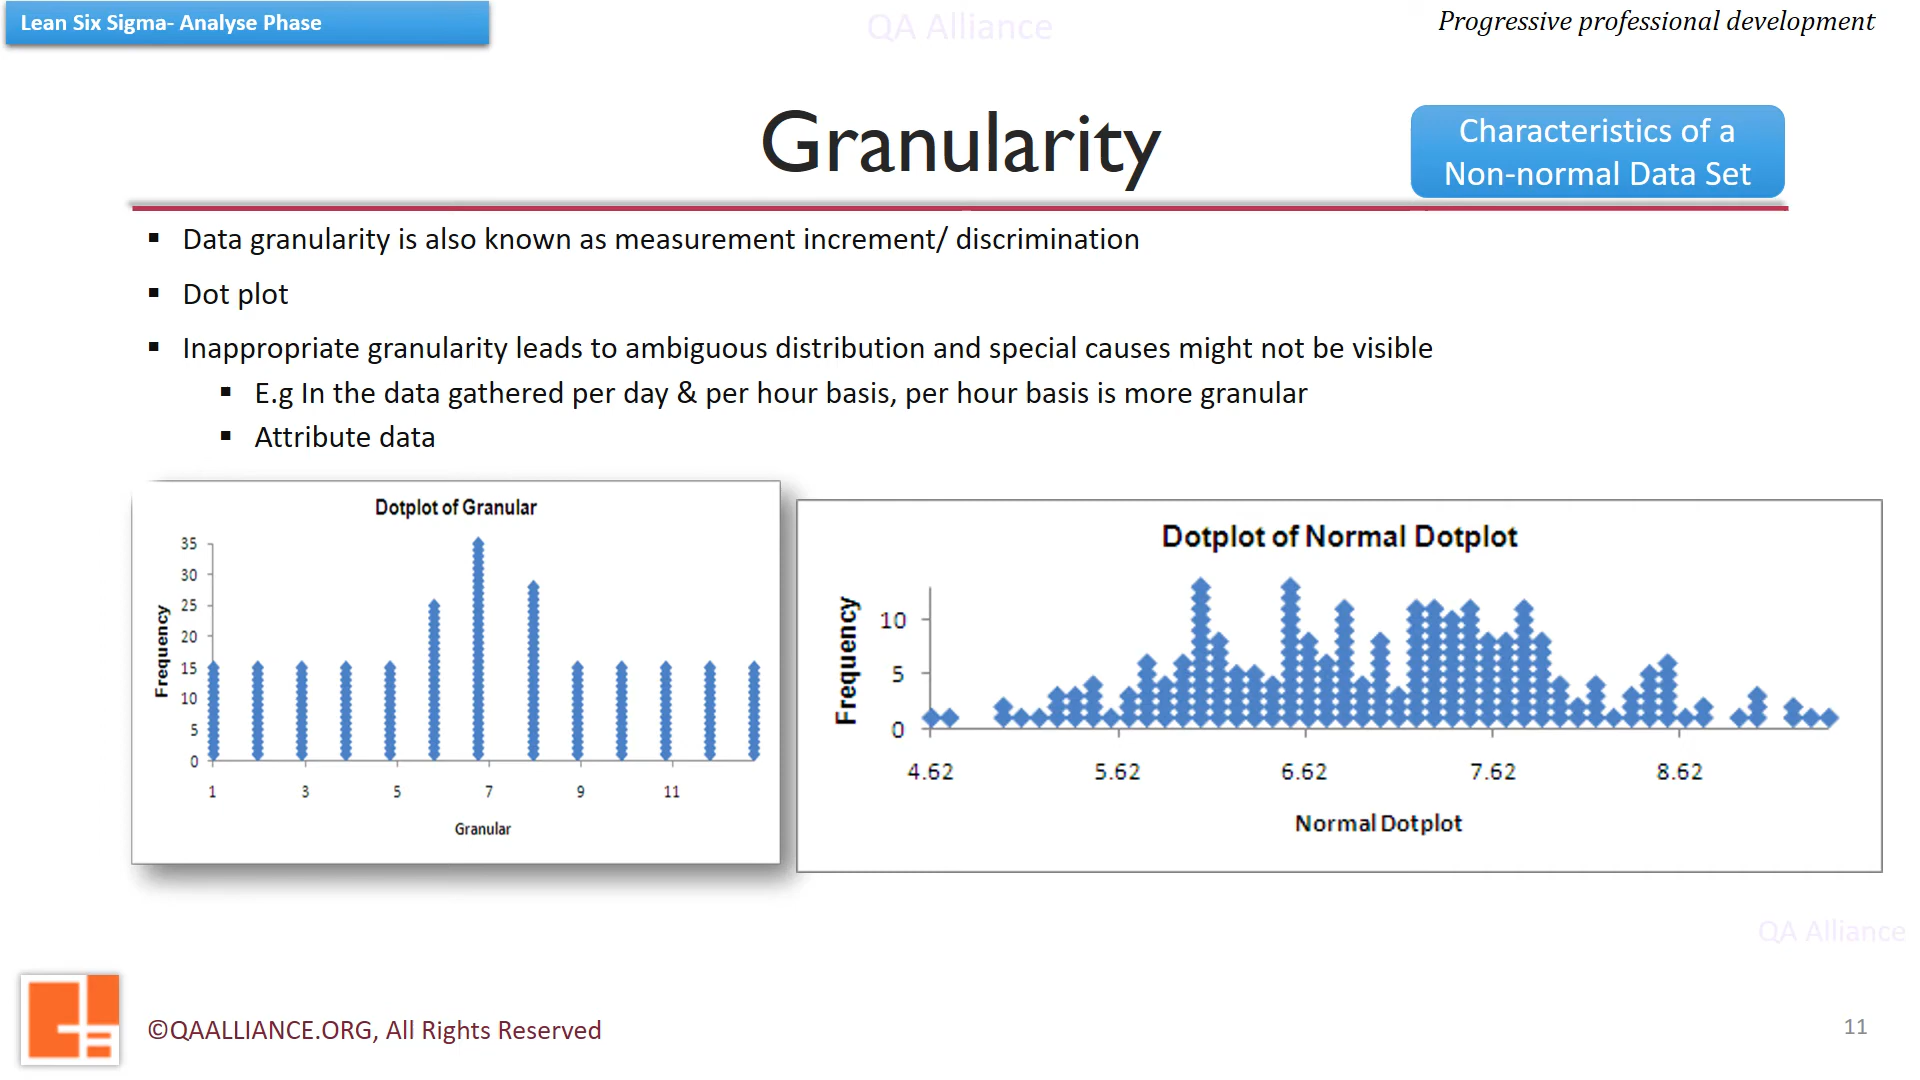 Lean Six Sigma- Analyse Phase
QA Alliance
Progressive professional development
Granularity
Characteristics of a
Non-normal Data Set
▪ Data granularity is also known as measurement increment/ discrimination
▪ Dot plot
▪ Inappropriate granularity leads to ambiguous distribution and special causes might not be visible
▪ E.g In the data gathered per day & per hour basis, per hour basis is more granular
▪ Attribute data
Dotplot of Granular
Frequency
35
30
25
20
15
10
5
0
1 3 5 7 9 11
Granular
Dotplot of Normal Dotplot
Frequency
10
5
0
4.62 5.62 6.62 7.62 8.62
Normal Dotplot
QA Alliance
©QAALLIANCE.ORG, All Rights Reserved
11